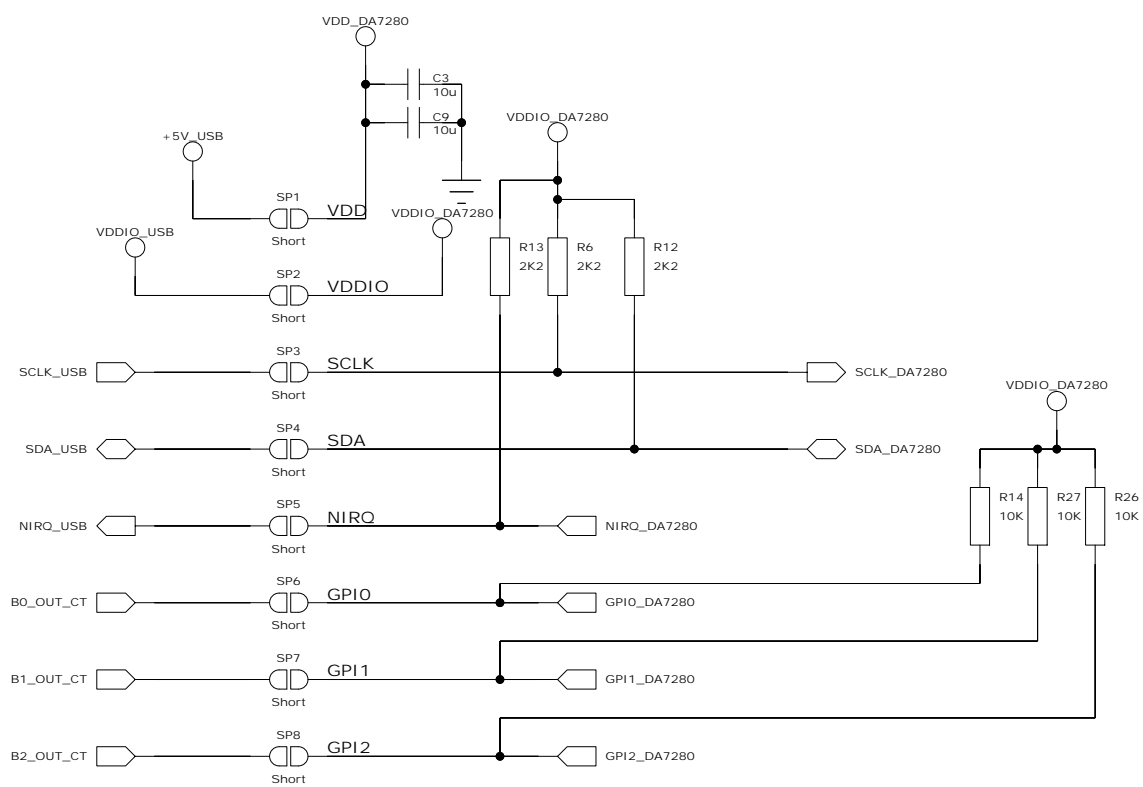 VDD_DA7280
C3
10u
C9
10u
VDDIO_DA7280
+5V_USB
SP1
VDD
Short
VDDIO_DA7280
VDDIO_USB
SP2
VDDIO
Short
R13
2K2
R6
2K2
R12
2K2
SP3
SCLK_USB
SCLK
SCLK_DA7280
Short
VDDIO_DA7280
SP4
SDA_USB
SDA
SDA_DA7280
Short
R14
10K
R27
10K
R26
10K
SP5
NIRQ_USB
NIRQ
NIRQ_DA7280
Short
SP6
B0_OUT_CT
GPI0
GPI0_DA7280
Short
SP7
B1_OUT_CT
GPI1
GPI1_DA7280
Short
SP8
B2_OUT_CT
GPI2
GPI2_DA7280
Short